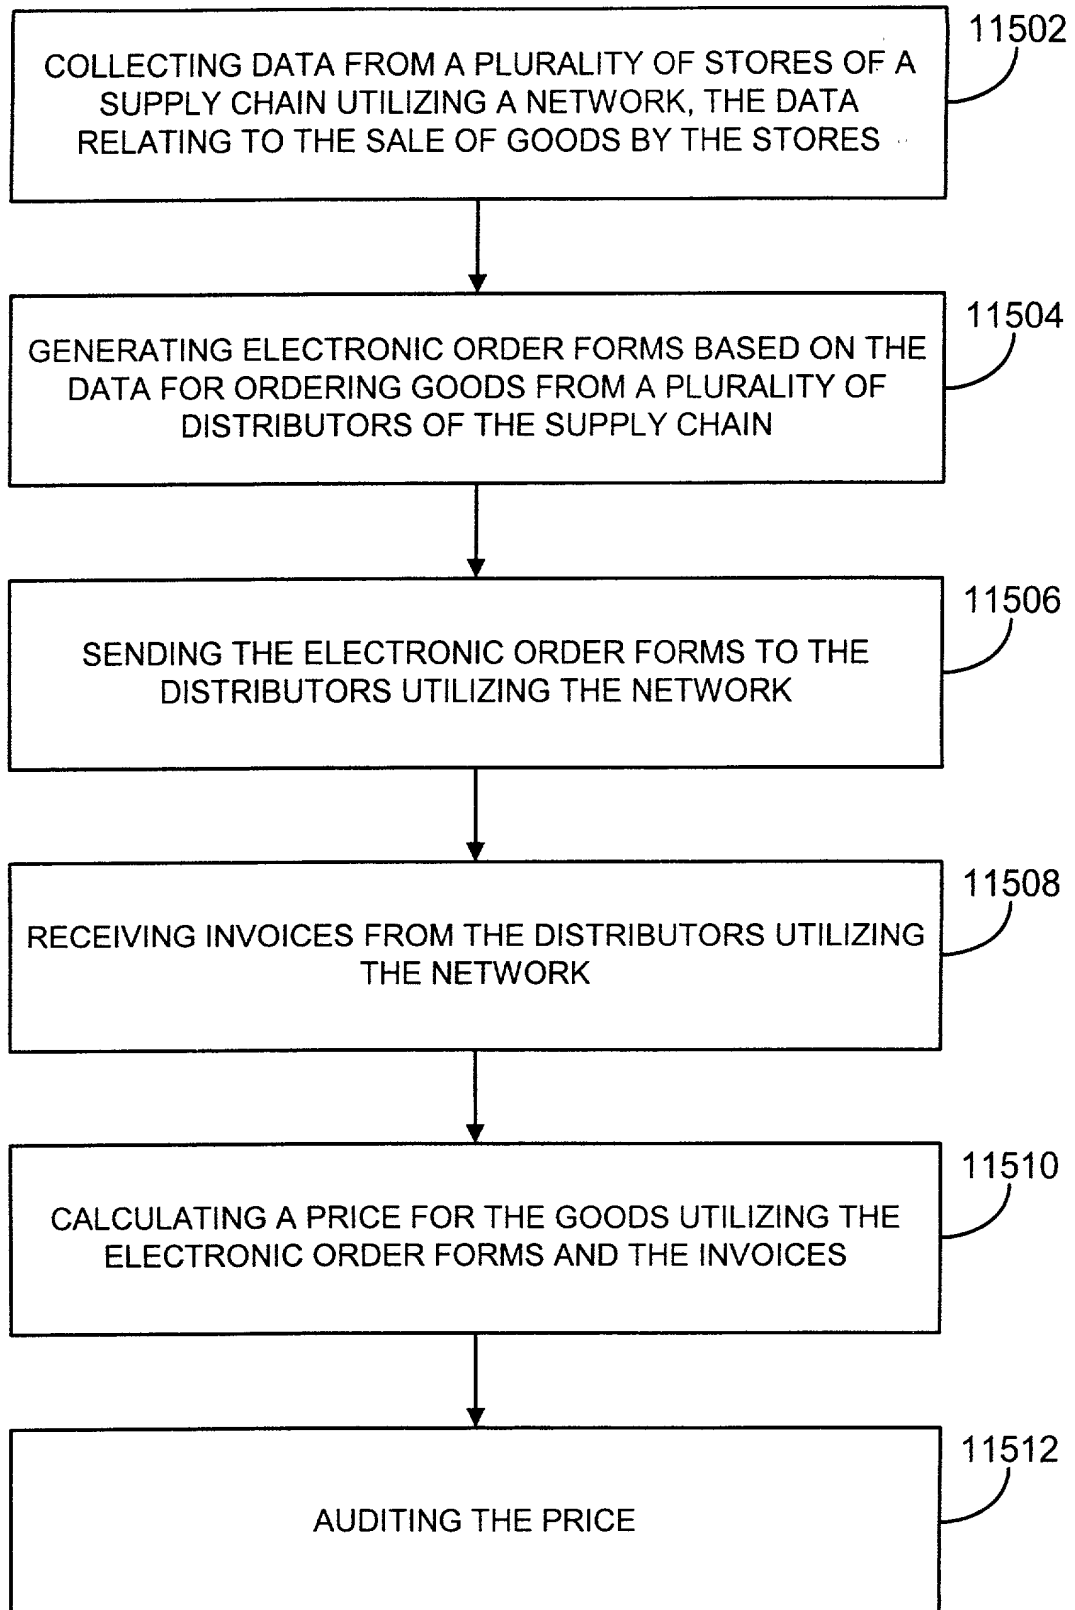 11502
COLLECTING DATA FROM A PLURALITY OF STORES OF A
SUPPLY CHAIN UTILIZING A NETWORK, THE DATA
RELATING TO THE SALE OF GOODS BY THE STORES
11504
GENERATING ELECTRONIC ORDER FORMS BASED ON THE
DATA FOR ORDERING GOODS FROM A PLURALITY OF
DISTRIBUTORS OF THE SUPPLY CHAIN
11506
SENDING THE ELECTRONIC ORDER FORMS TO THE
DISTRIBUTORS UTILIZING THE NETWORK
11508
RECEIVING INVOICES FROM THE DISTRIBUTORS UTILIZING
THE NETWORK
11510
CALCULATING A PRICE FOR THE GOODS UTILIZING THE
ELECTRONIC ORDER FORMS AND THE INVOICES
11512
AUDITING THE PRICE